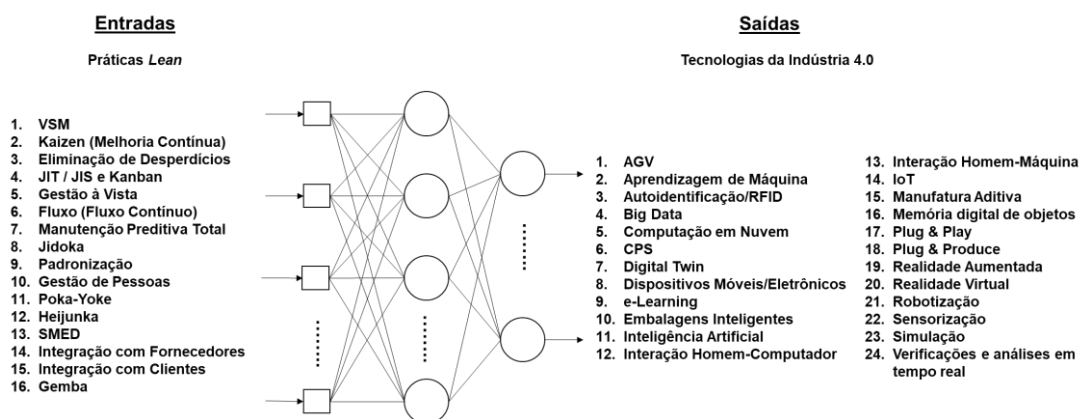 Entradas
Práticas Lean
1. VSM
2. Kaizen (Melhoria Contínua)
3. Eliminação de Desperdícios
4. JIT / JIS e Kanban
5. Gestão à Vista
6. Fluxo (Fluxo Contínuo)
7. Manutenção Preditiva Total
8. Jidoka
9. Padronização
10. Gestão de Pessoas
11. Poka-Yoke
12. Heijunka
13. SMED
14. Integração com Fornecedores
15. Integração com Clientes
16. Gemba
Saídas
Tecnologias da Indústria 4.0
1. AGV
2. Aprendizagem de Máquina
3. Autoidentificação/RFID
4. Big Data
5. Computação em Nuvem
6. CPS
7. Digital Twin
8. Dispositivos Móveis/Eletrônicos
9. e-Learning
10. Embalagens Inteligentes
11. Inteligência Artificial
12. Interação Homem-Computador
13. Interação Homem-Máquina
14. IoT
15. Manufatura Aditiva
16. Memória digital de objetos
17. Plug & Play
18. Plug & Produce
19. Realidade Aumentada
20. Realidade Virtual
21. Robotização
22. Sensorização
23. Simulação
24. Verificações e análises em
tempo real